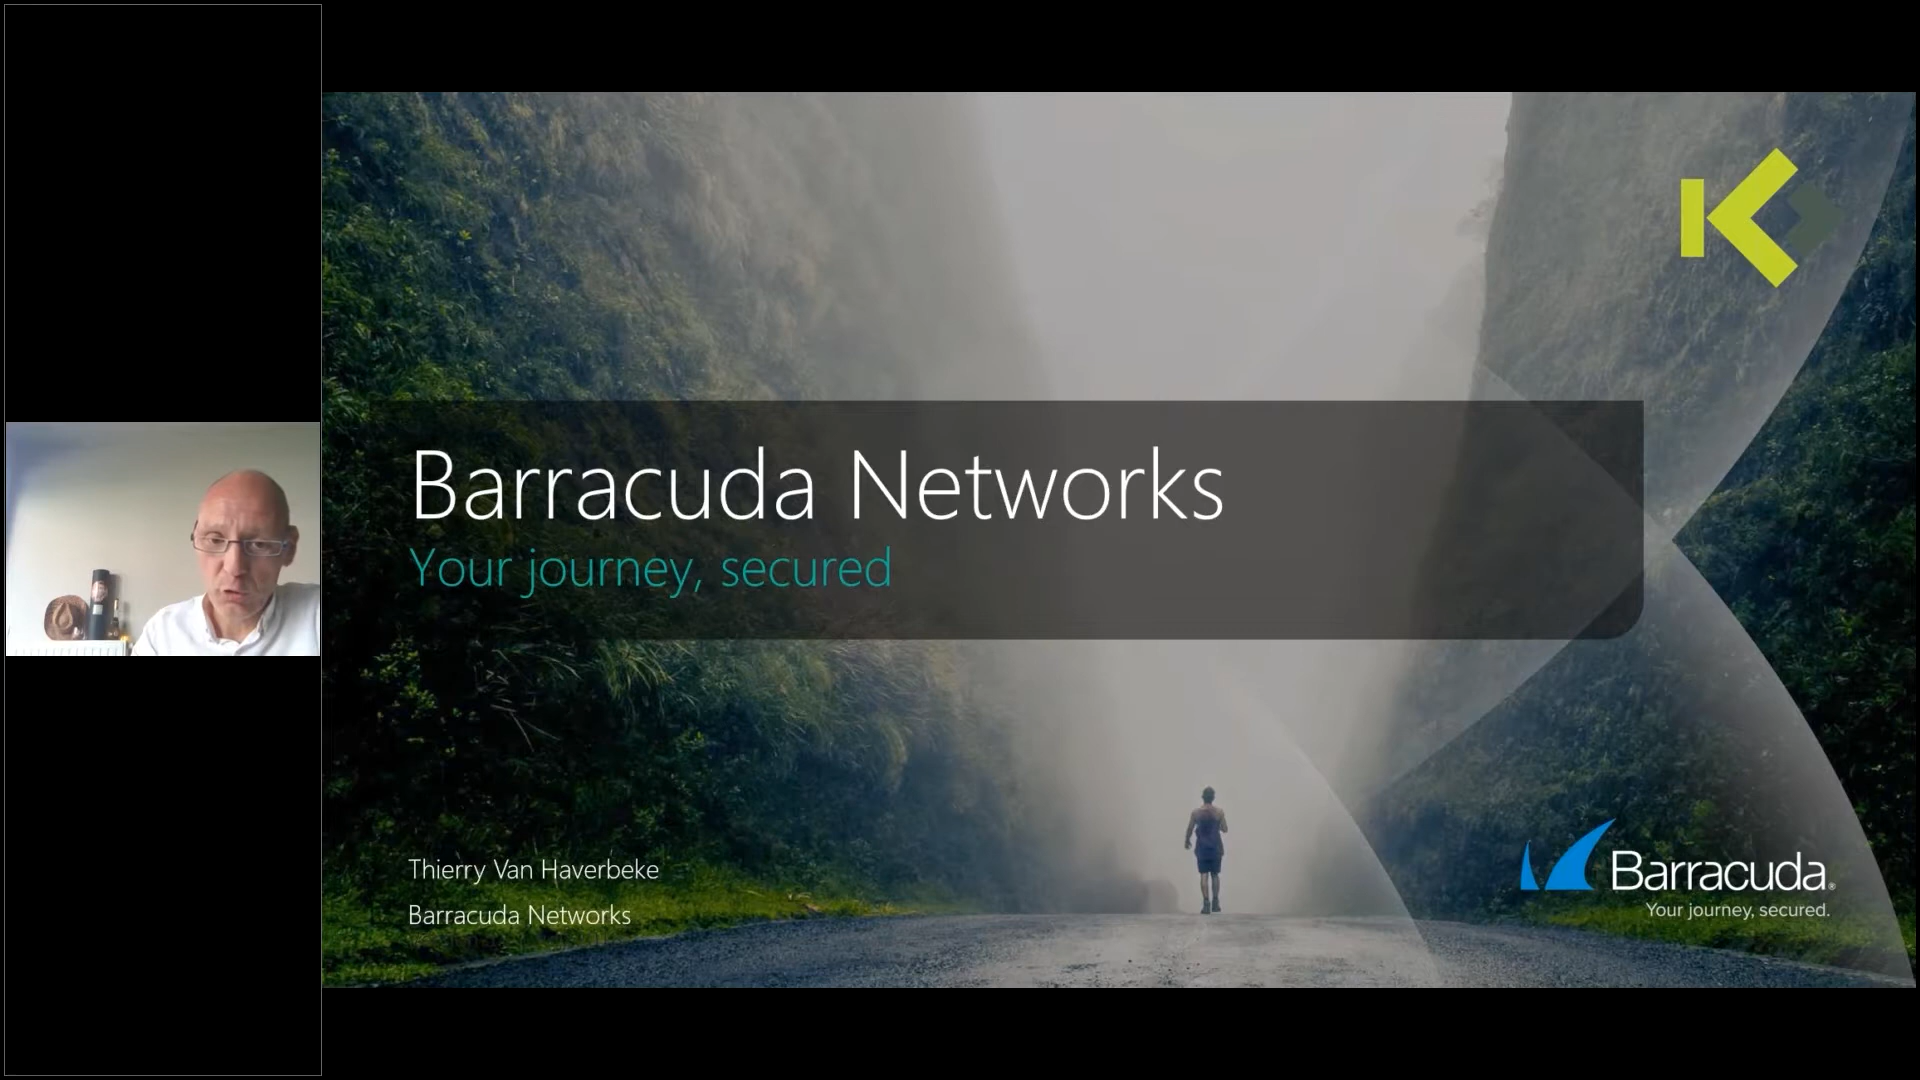 Barracuda Networks
Your journey, secured
Thierry Van Haverbeke
Barracuda Networks
Barracuda®
Your journey, secured.